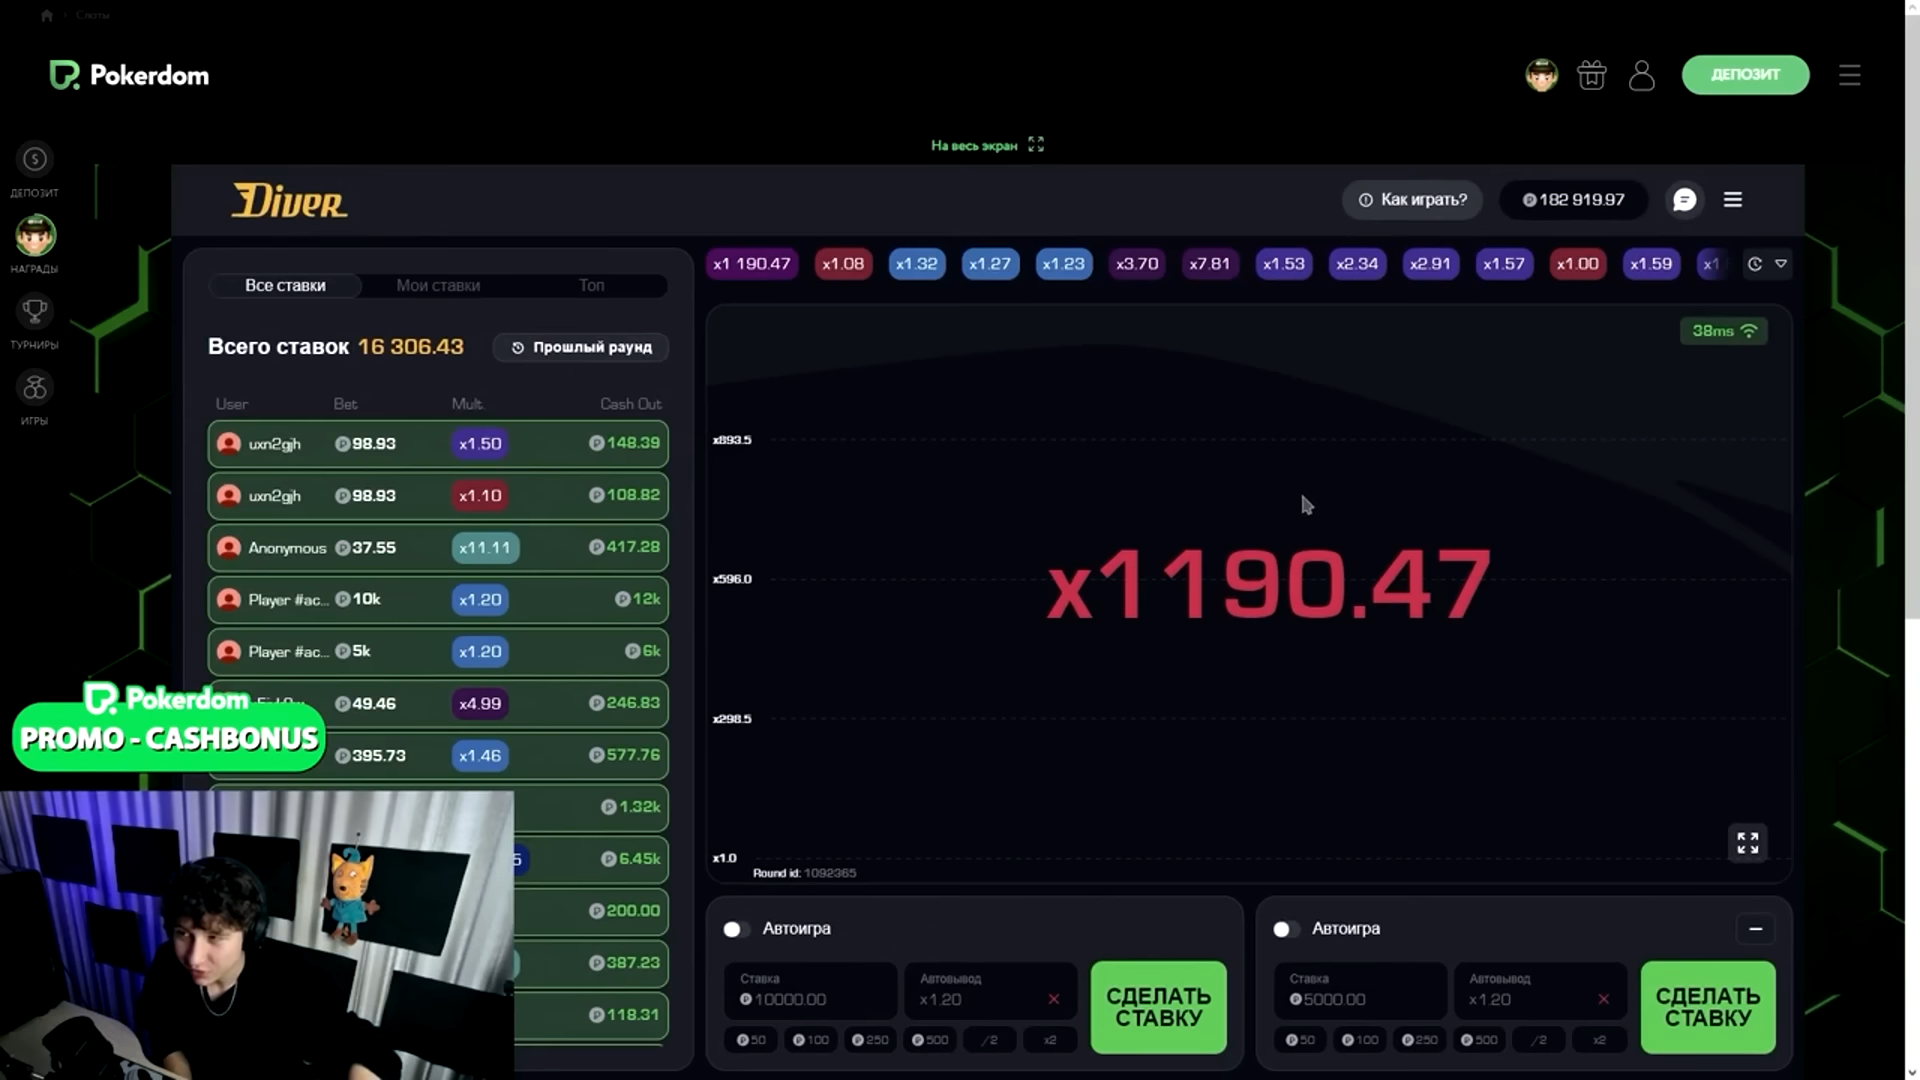 Слоты
Pokerdom
ДЕПОЗИТ
На весь экран
ДЕПОЗИТ
НАГРАДЫ
ТУРНИРЫ
ИГРЫ
Diver
Как играть?
182 919.97
x1 190.47 x1.08 x1.32 x1.27 x1.23 x3.70 x7.81 x1.53 x2.34 x2.91 x1.57 x1.00 x1.59
Все ставки Мои ставки Топ
Всего ставок 16 306.43
Прошлый раунд
User Bet Mult. Cash Out
uxn2gjh 98.93 x1.50 148.39
uxn2gjh 98.93 x1.10 108.82
Anonymous 37.55 x11.11 417.28
Player #ac... 10k x1.20 12k
Player #ac... 5k x1.20 6k
49.46 x4.99 246.83
395.73 x1.46 577.76
1.32k
6.45k
200.00
387.23
118.31
Pokerdom
PROMO - CASHBONUS
38ms
x893.5
x596.0
x298.5
x1.0
x1190.47
Round id: 1092365
Автоигра
Ставка
10000.00
Автовывод
x1.20
50 100 250 500 /2 x2
СДЕЛАТЬ
СТАВКУ
Автоигра
Ставка
5000.00
Автовывод
x1.20
50 100 250 500 /2 x2
СДЕЛАТЬ
СТАВКУ